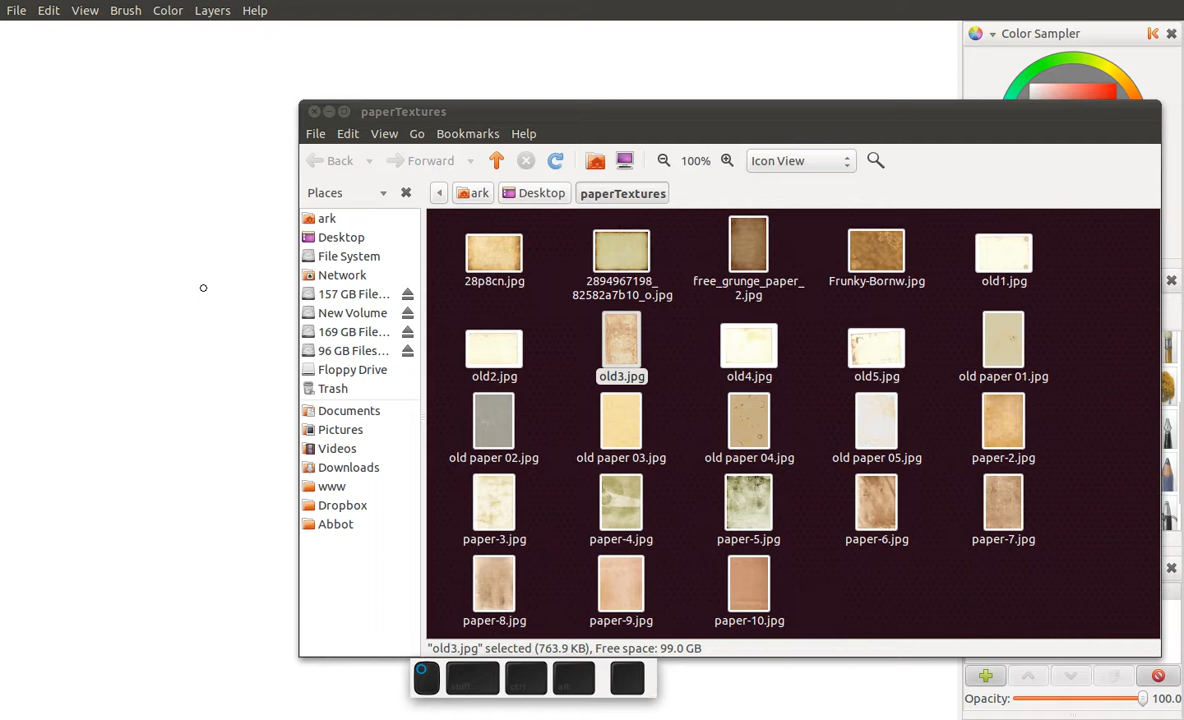 File Edit View Brush Color Layers Help
Color Sampler
paperTextures
File Edit View Go Bookmarks Help
Back Forward 100% Icon View
Places ark Desktop paperTextures
ark
Desktop
File System
Network
157 GB File...
New Volume
169 GB File...
96 GB Files...
Floppy Drive
Trash
Documents
Pictures
Videos
Downloads
www
Dropbox
Abbot
28p8cn.jpg 2894967198_ free_grunge_paper_ Frunky-Bornw.jpg old1.jpg
82582a7b10_o.jpg 2.jpg
old2.jpg old3.jpg old4.jpg old5.jpg old paper 01.jpg
old paper 02.jpg old paper 03.jpg old paper 04.jpg old paper 05.jpg paper-2.jpg
paper-3.jpg paper-4.jpg paper-5.jpg paper-6.jpg paper-7.jpg
paper-8.jpg paper-9.jpg paper-10.jpg
"old3.jpg" selected (763.9 KB), Free space: 99.0 GB
shift ctrl alt
Opacity: 100.0